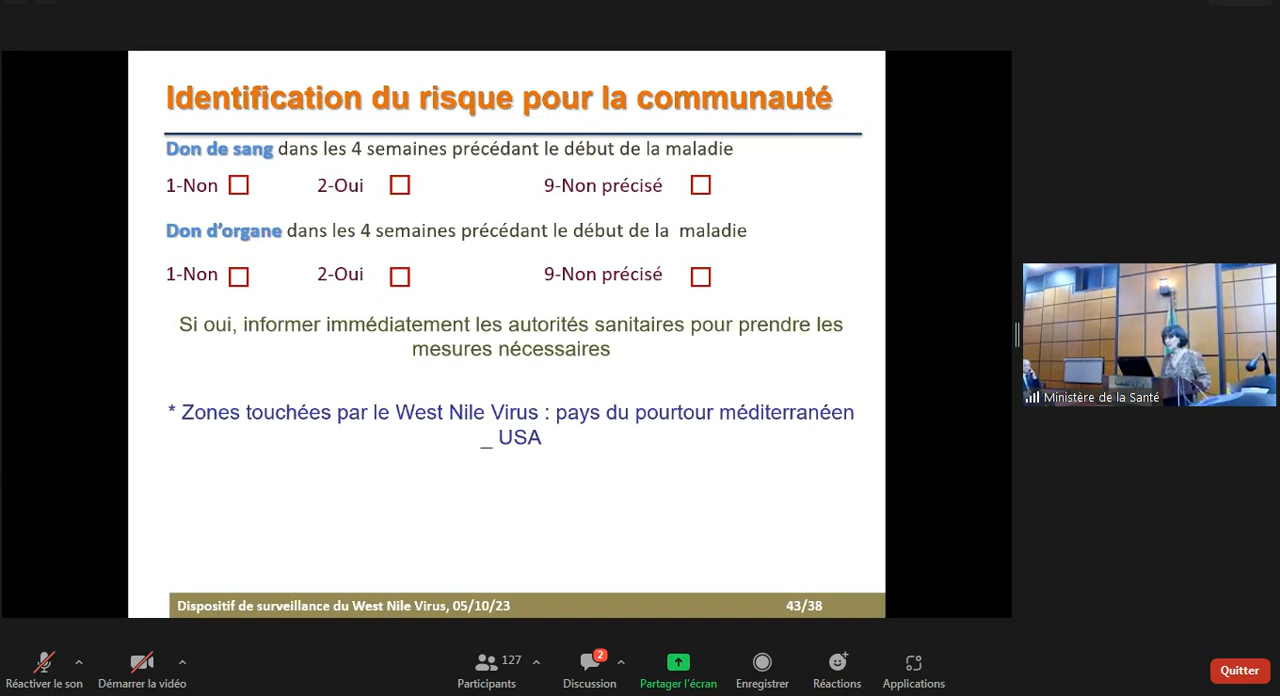 Identification du risque pour la communauté
Don de sang dans les 4 semaines précédant le début de la maladie
1-Non 2-Oui 9-Non précisé
Don d'organe dans les 4 semaines précédant le début de la maladie
1-Non 2-Oui 9-Non précisé
Si oui, informer immédiatement les autorités sanitaires pour prendre les
mesures nécessaires
* Zones touchées par le West Nile Virus : pays du pourtour méditerranéen
_ USA
Dispositif de surveillance du West Nile Virus, 05/10/23 43/38
Ministère de la Santé
Réactiver le son
Démarrer la vidéo
127
Participants
2
Discussion
Partager l'écran
Enregistrer
Réactions
Applications
Quitter